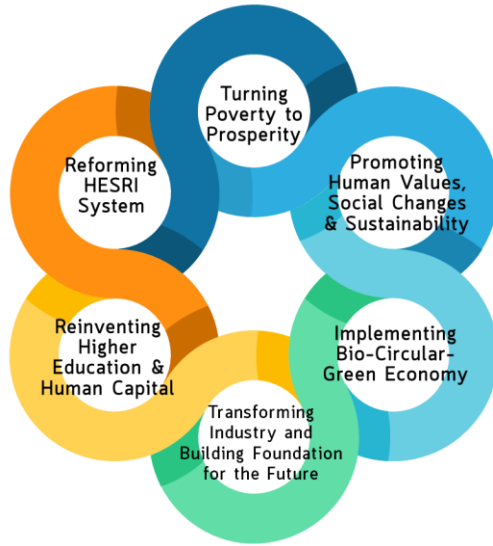 Turning
Poverty to
Prosperity
Promoting
Human Values,
Social Changes
& Sustainability
Implementing
Bio-Circular-
Green Economy
Transforming
Industry and
Building Foundation
for the Future
Reinventing
Higher
Education &
Human Capital
Reforming
HESRI
System